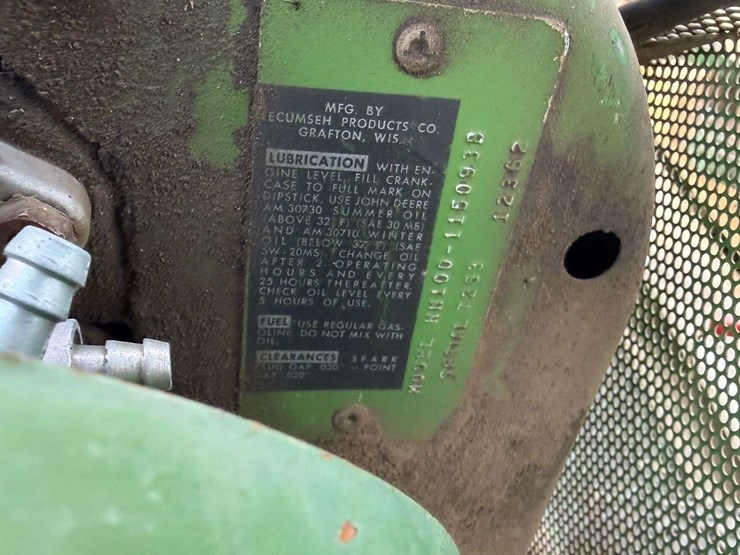 MFG. BY
ECUMSEH PRODUCTS CO.
GRAFTON, WIS.
LUBRICATION WITH EN-
GINE LEVEL, FILL CRANK-
CASE TO FULL MARK ON
DIPSTICK. USE JOHN DEERE
AM 30730 SUMMER OIL
(ABOVE 32° F) (SAE 30 MS)
AND AM 30710 WINTER
OIL (BELOW 32° F) (SAE
5W-20MS) CHANGE OIL
AFTER 2 OPERATING
HOURS AND EVERY
25 HOURS THEREAFTER.
CHECK OIL LEVEL EVERY
5 HOURS OF USE.
FUEL USE REGULAR GAS-
OLINE. DO NOT MIX WITH
OIL.
CLEARANCES SPARK
LUG GAP .030" - POINT
AP .020"
MODEL HH100-115093B
SERIAL 7263 12362